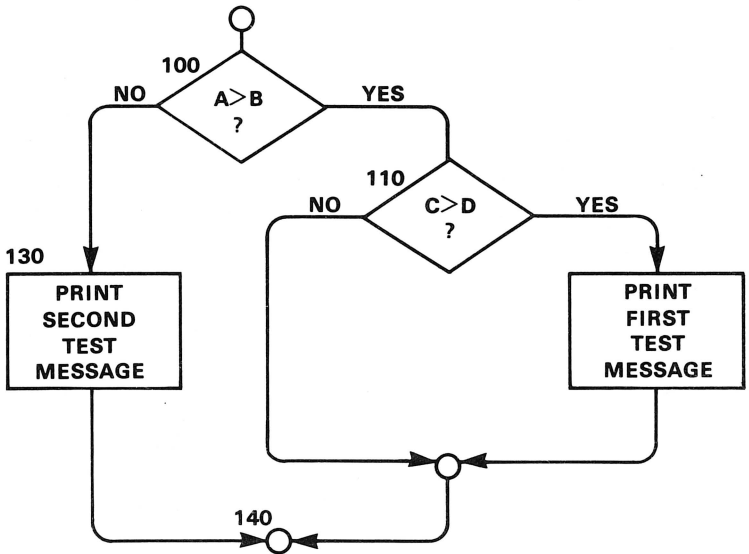 100
A>B
?
NO
YES
110
C>D
?
NO
YES
130
PRINT
SECOND
TEST
MESSAGE
PRINT
FIRST
TEST
MESSAGE
140